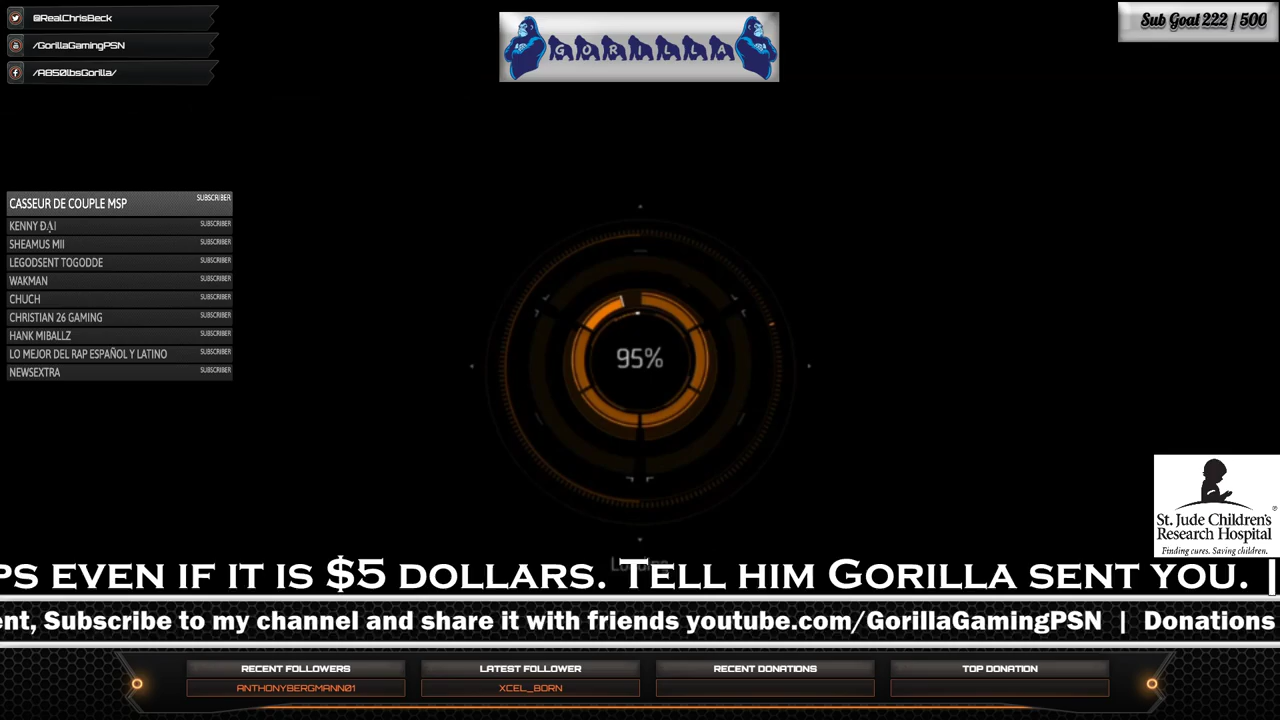 @RealChrisBeck
/GorillaGamingPSN
/A850lbsGorilla/
GORILLA
Sub Goal 222 / 500
CASSEUR DE COUPLE MSP SUBSCRIBER
KENNY ĐẠI SUBSCRIBER
SHEAMUS MII SUBSCRIBER
LEGODSENT TOGODDE SUBSCRIBER
WAKMAN SUBSCRIBER
CHUCH SUBSCRIBER
CHRISTIAN 26 GAMING SUBSCRIBER
HANK MIBALLZ SUBSCRIBER
LO MEJOR DEL RAP ESPAÑOL Y LATINO SUBSCRIBER
NEWSEXTRA SUBSCRIBER
95%
St. Jude Children's
Research Hospital
Finding cures. Saving children.
Loading
PS EVEN IF IT IS $5 DOLLARS. TELL HIM GORILLA SENT YOU. |
ent, Subscribe to my channel and share it with friends youtube.com/GorillaGamingPSN | Donations
RECENT FOLLOWERS LATEST FOLLOWER RECENT DONATIONS TOP DONATION
ANTHONYBERGMANN01 XCEL_BORN